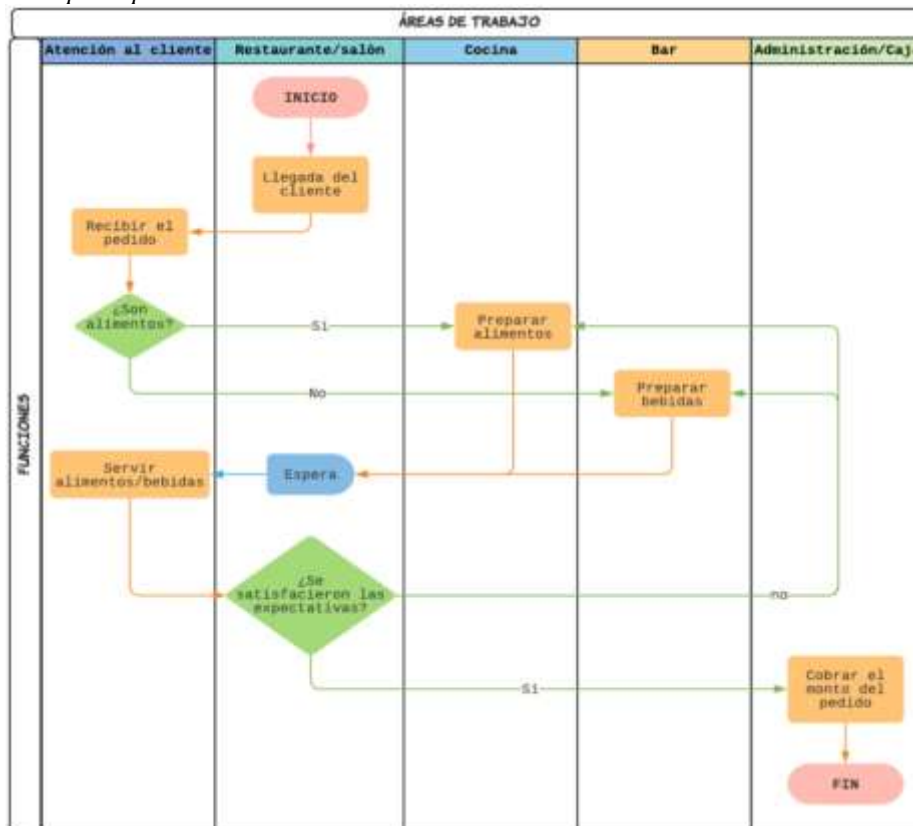 ÁREAS DE TRABAJO
Atención al cliente
Restaurante/salón
Cocina
Bar
Administración/Caj
FUNCIONES
INICIO
Llegada del
cliente
Recibir el
pedido
¿Son
alimentos?
Si
Preparar
alimentos
No
Preparar
bebidas
Servir
alimentos/bebidas
Espera
¿Se
satisfacieron las
expectativas?
no
Si
Cobrar el
monto del
pedido
FIN